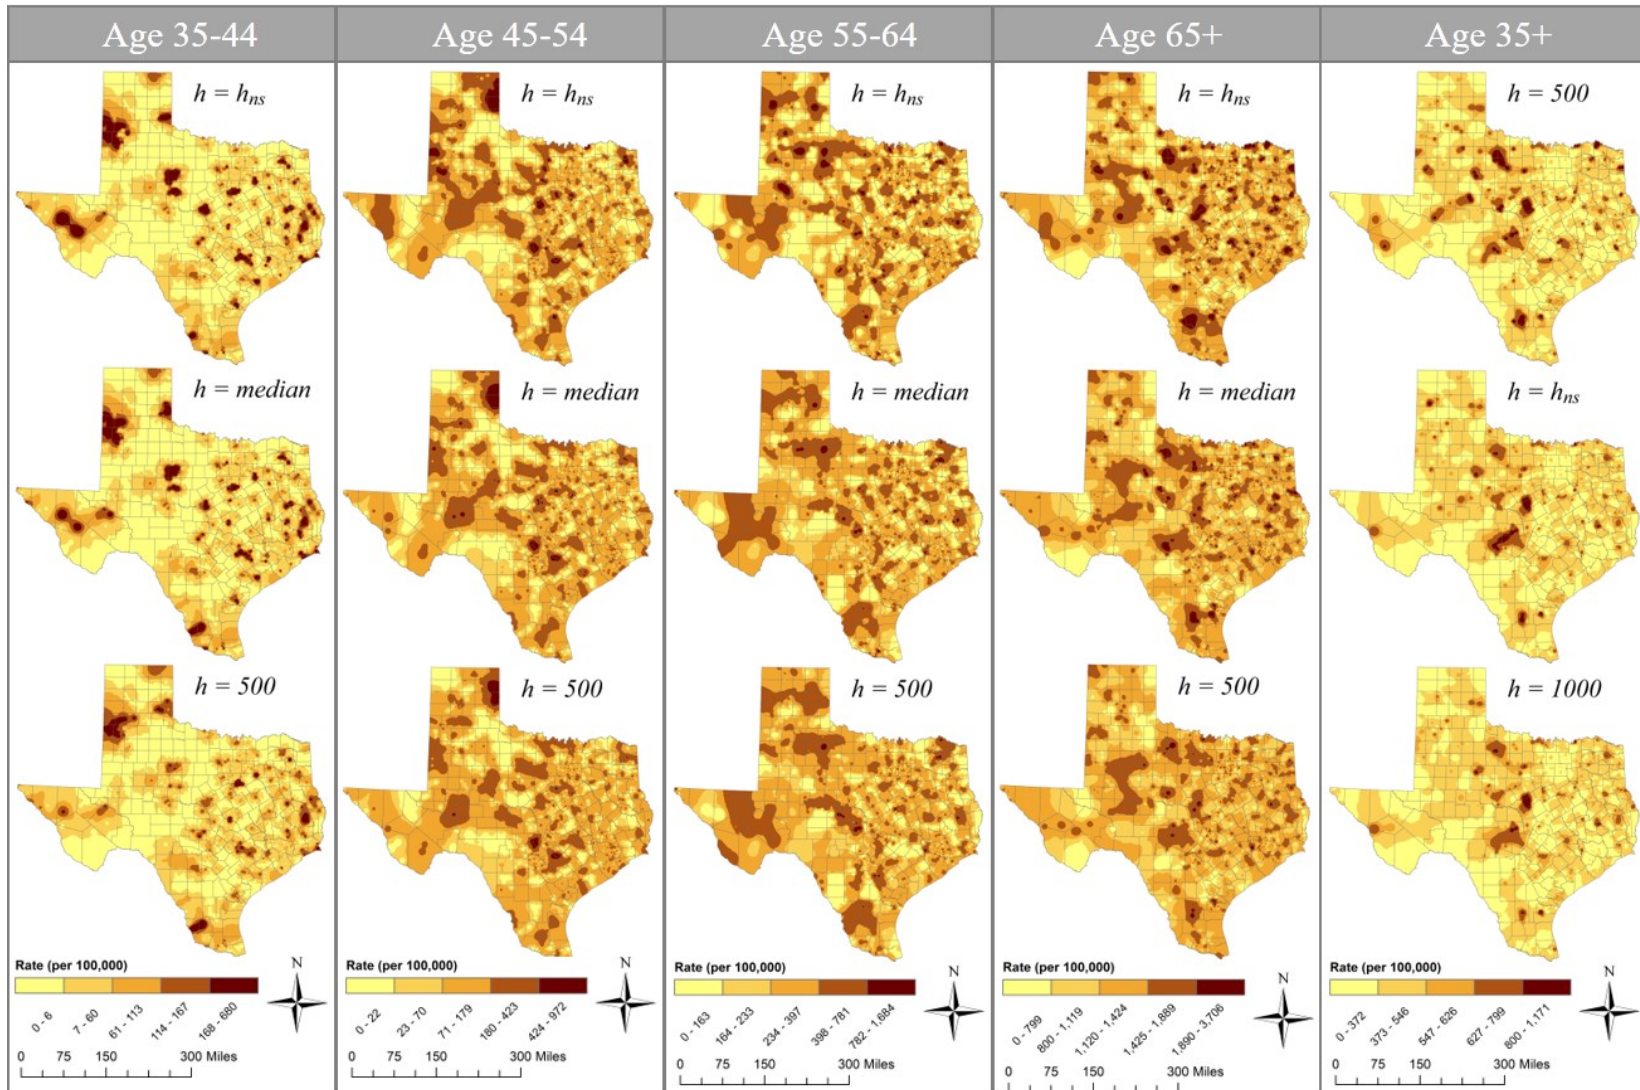 Age 35-44
Age 45-54
Age 55-64
Age 65+
Age 35+
h = hns
h = hns
h = hns
h = hns
h = 500
h = median
h = median
h = median
h = median
h = hns
h = 500
h = 500
h = 500
h = 500
h = 1000
Rate (per 100,000)
0 - 6
7 - 60
61 - 113
114 - 167
168 - 680
N
0 75 150 300 Miles
Rate (per 100,000)
0 - 22
23 - 70
71 - 179
180 - 423
424 - 972
N
0 75 150 300 Miles
Rate (per 100,000)
0 - 163
164 - 233
234 - 397
398 - 781
782 - 1,684
N
0 75 150 300 Miles
Rate (per 100,000)
0 - 799
800 - 1,119
1,120 - 1,424
1,425 - 1,889
1,890 - 3,706
N
0 75 150 300 Miles
Rate (per 100,000)
0 - 372
373 - 546
547 - 626
627 - 799
800 - 1,171
N
0 75 150 300 Miles